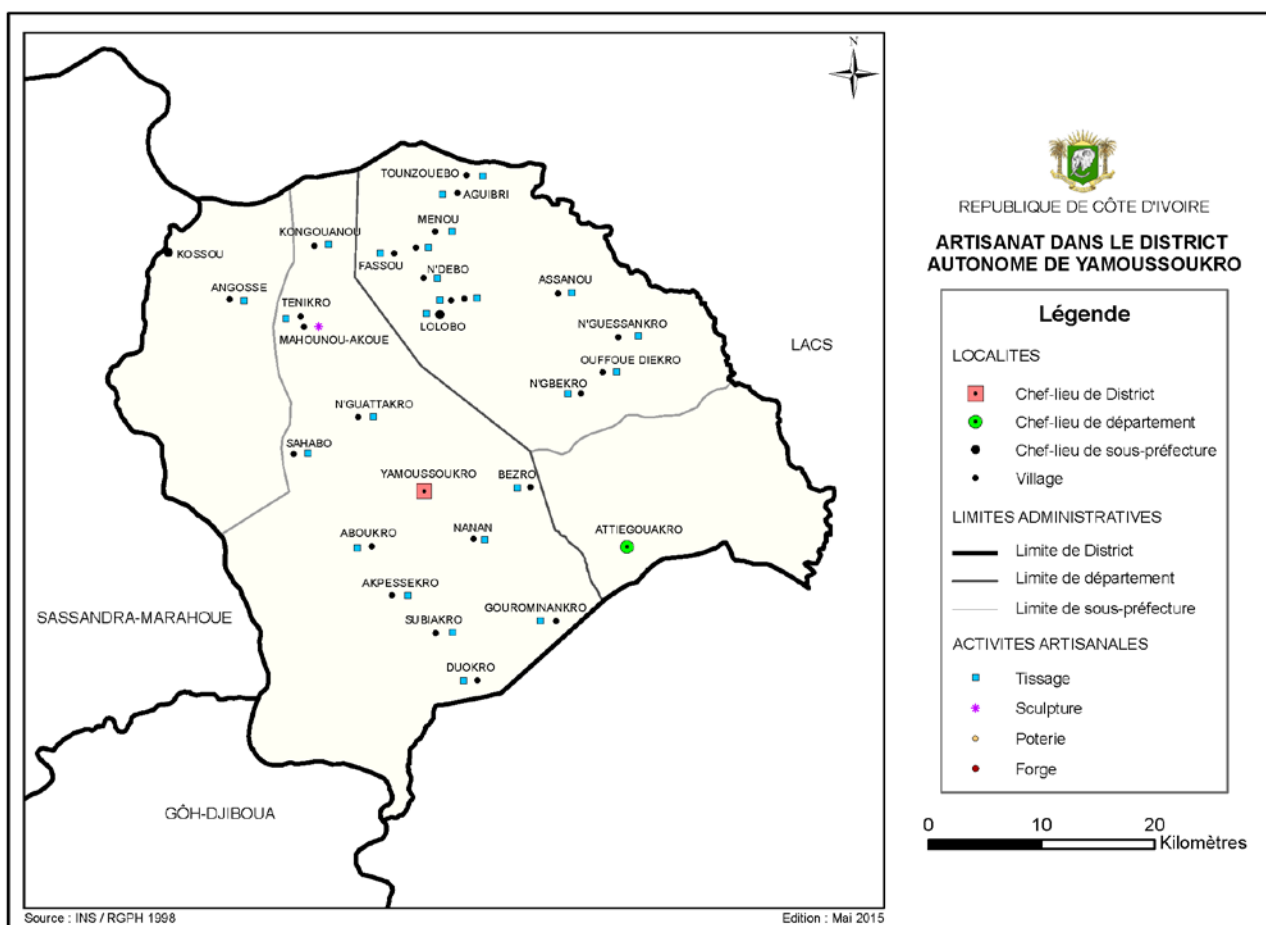 N
TOUNZOUEBO
AGUIBRI
MENOU
KONGOUANOU
KOSSOU
FASSOU
N'DEBO
ASSANOU
ANGOSSE
TENIKRO
LOLOBO
N'GUESSANKRO
MAHOUNOU-AKOUE
LACS
OUFFOUE DIEKRO
N'GBEKRO
N'GUATTAKRO
SAHABO
YAMOUSSOUKRO
BEZRO
ABOUKRO
NANAN
ATTIEGOUAKRO
AKPESSEKRO
GOUROMINANKRO
SASSANDRA-MARAHOUE
SUBIAKRO
DUOKRO
GÔH-DJIBOUA
Source : INS / RGPH 1998
Edition : Mai 2015
REPUBLIQUE DE CÔTE D'IVOIRE
ARTISANAT DANS LE DISTRICT
AUTONOME DE YAMOUSSOUKRO
Légende
LOCALITES
Chef-lieu de District
Chef-lieu de département
Chef-lieu de sous-préfecture
Village
LIMITES ADMINISTRATIVES
Limite de District
Limite de département
Limite de sous-préfecture
ACTIVITES ARTISANALES
Tissage
Sculpture
Poterie
Forge
0 10 20
Kilomètres